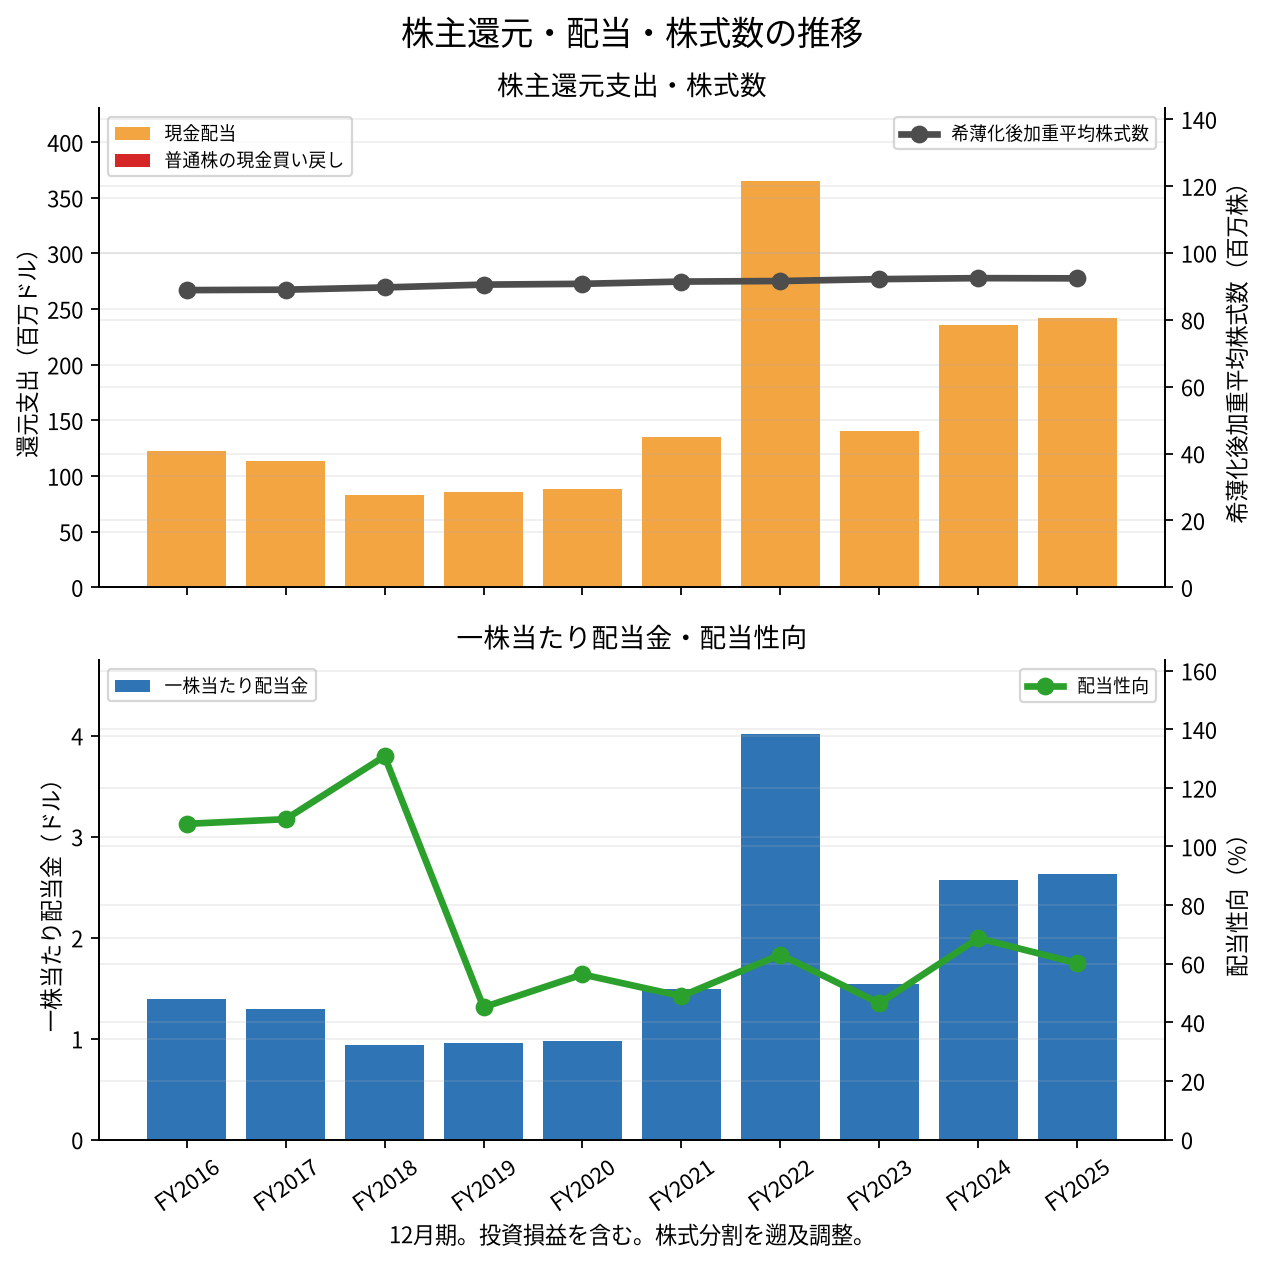 株主還元・配当・株式数の推移
株主還元支出・株式数
現金配当
普通株の現金買い戻し
希薄化後加重平均株式数
400
350
300
250
200
150
100
50
0
還元支出（百万ドル）
140
120
100
80
60
40
20
0
希薄化後加重平均株式数（百万株）
一株当たり配当金・配当性向
一株当たり配当金
配当性向
4
3
2
1
0
一株当たり配当金（ドル）
160
140
120
100
80
60
40
20
0
配当性向（%）
FY2016
FY2017
FY2018
FY2019
FY2020
FY2021
FY2022
FY2023
FY2024
FY2025
12月期。投資損益を含む。株式分割を遡及調整。